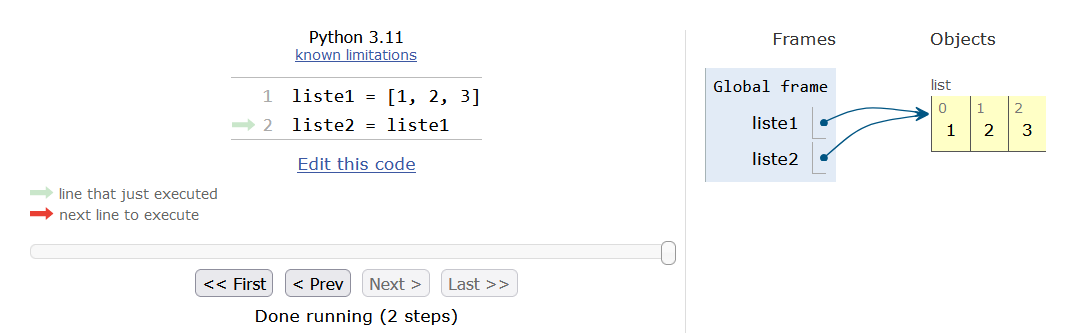 Python 3.11
known limitations
1 liste1 = [1, 2, 3]
2 liste2 = liste1
Edit this code
line that just executed
next line to execute
<< First < Prev Next > Last >>
Done running (2 steps)
Frames Objects
Global frame
liste1
liste2
list
0 1 2
1 2 3